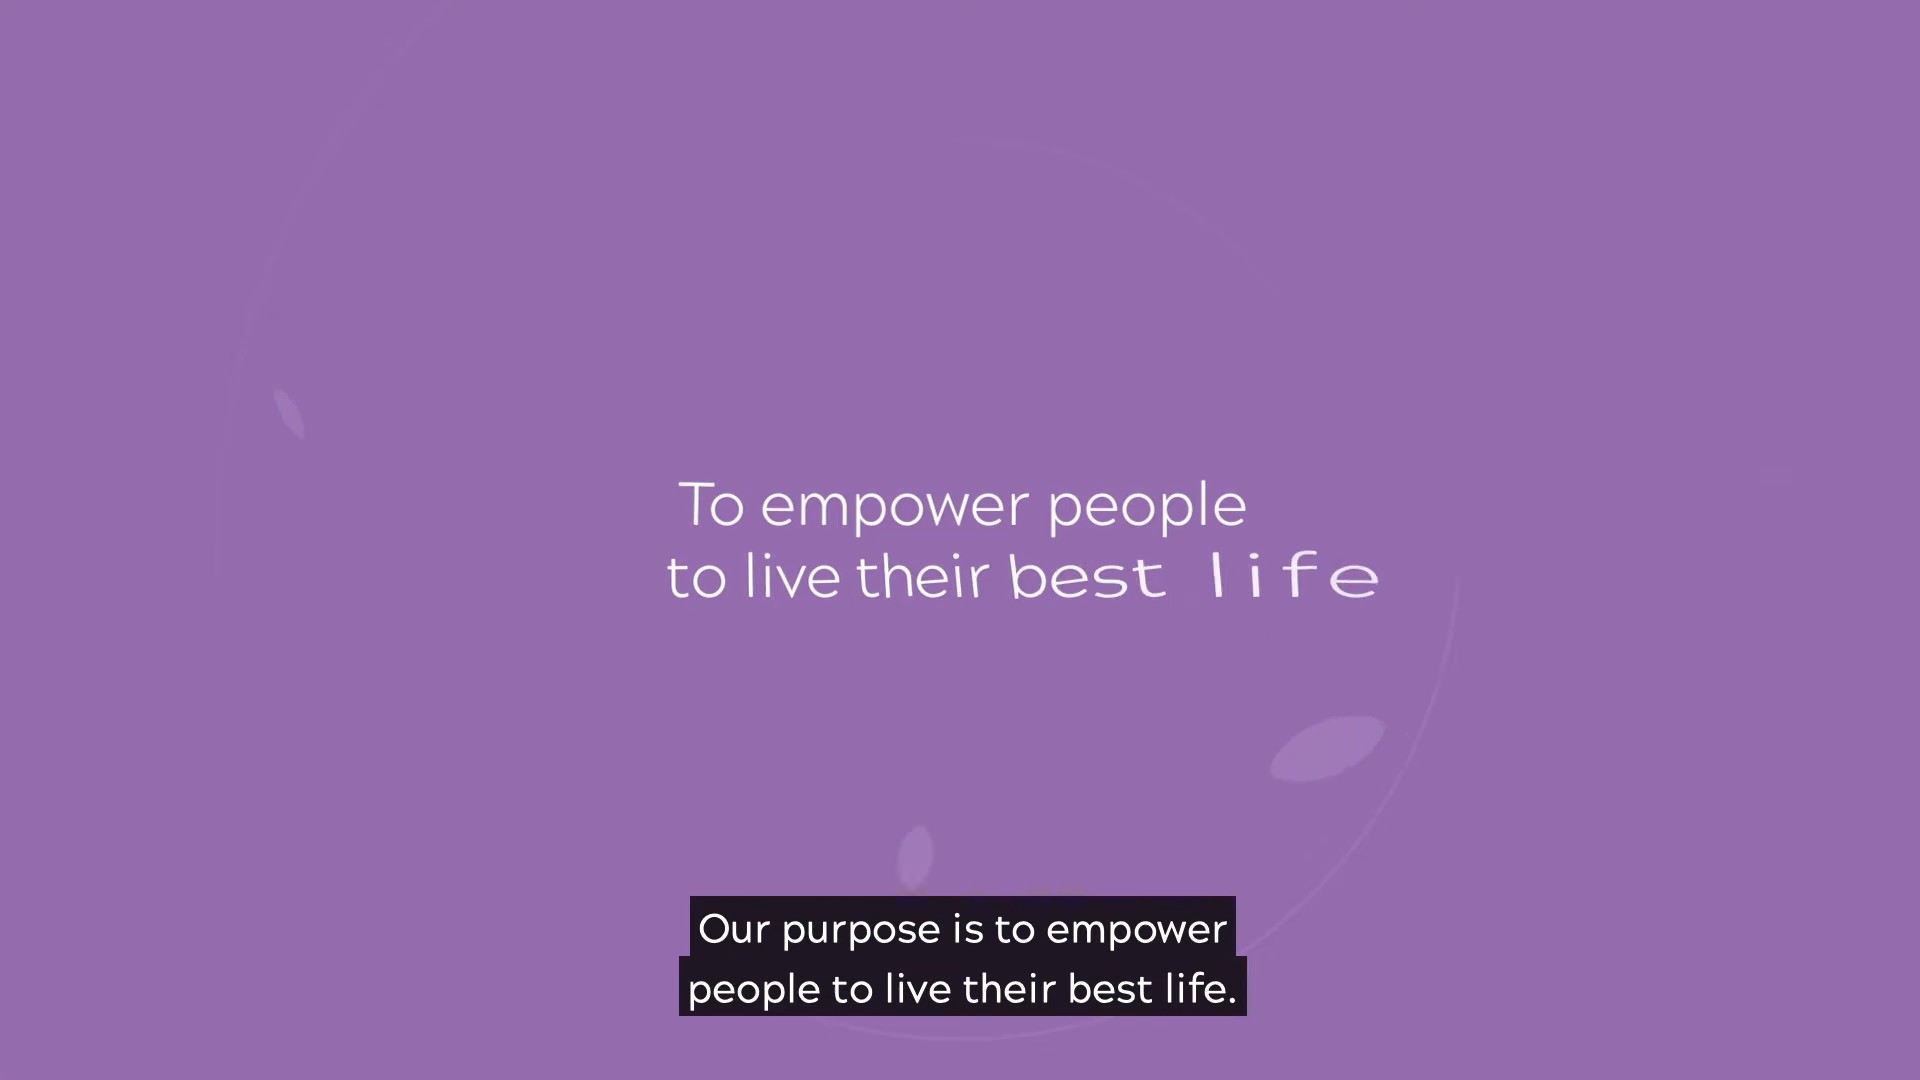 To empower people
to live their best life
Our purpose is to empower
people to live their best life.